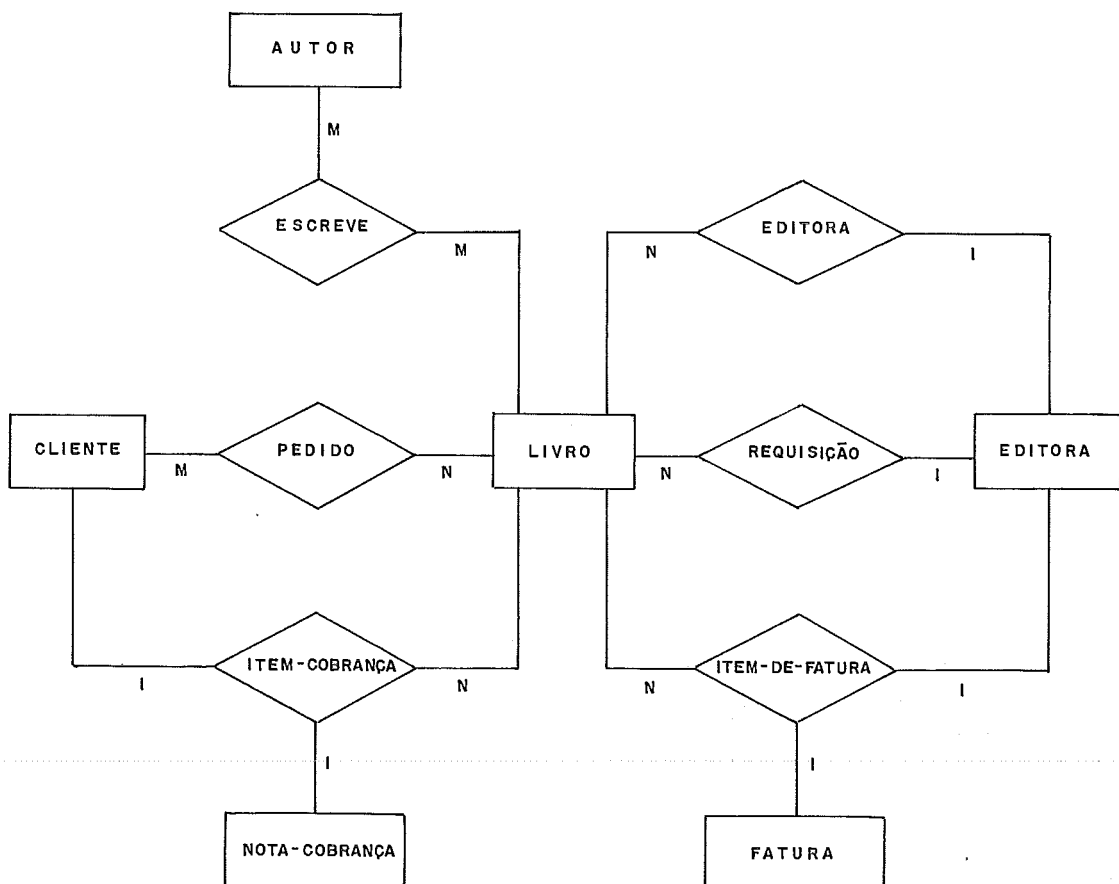 AUTOR
M
ESCREVE
M
EDITORA
N
I
CLIENTE
M
PEDIDO
N
LIVRO
N
REQUISIÇÃO
I
EDITORA
I
ITEM-COBRANÇA
N
N
ITEM-DE-FATURA
I
I
I
NOTA-COBRANÇA
FATURA